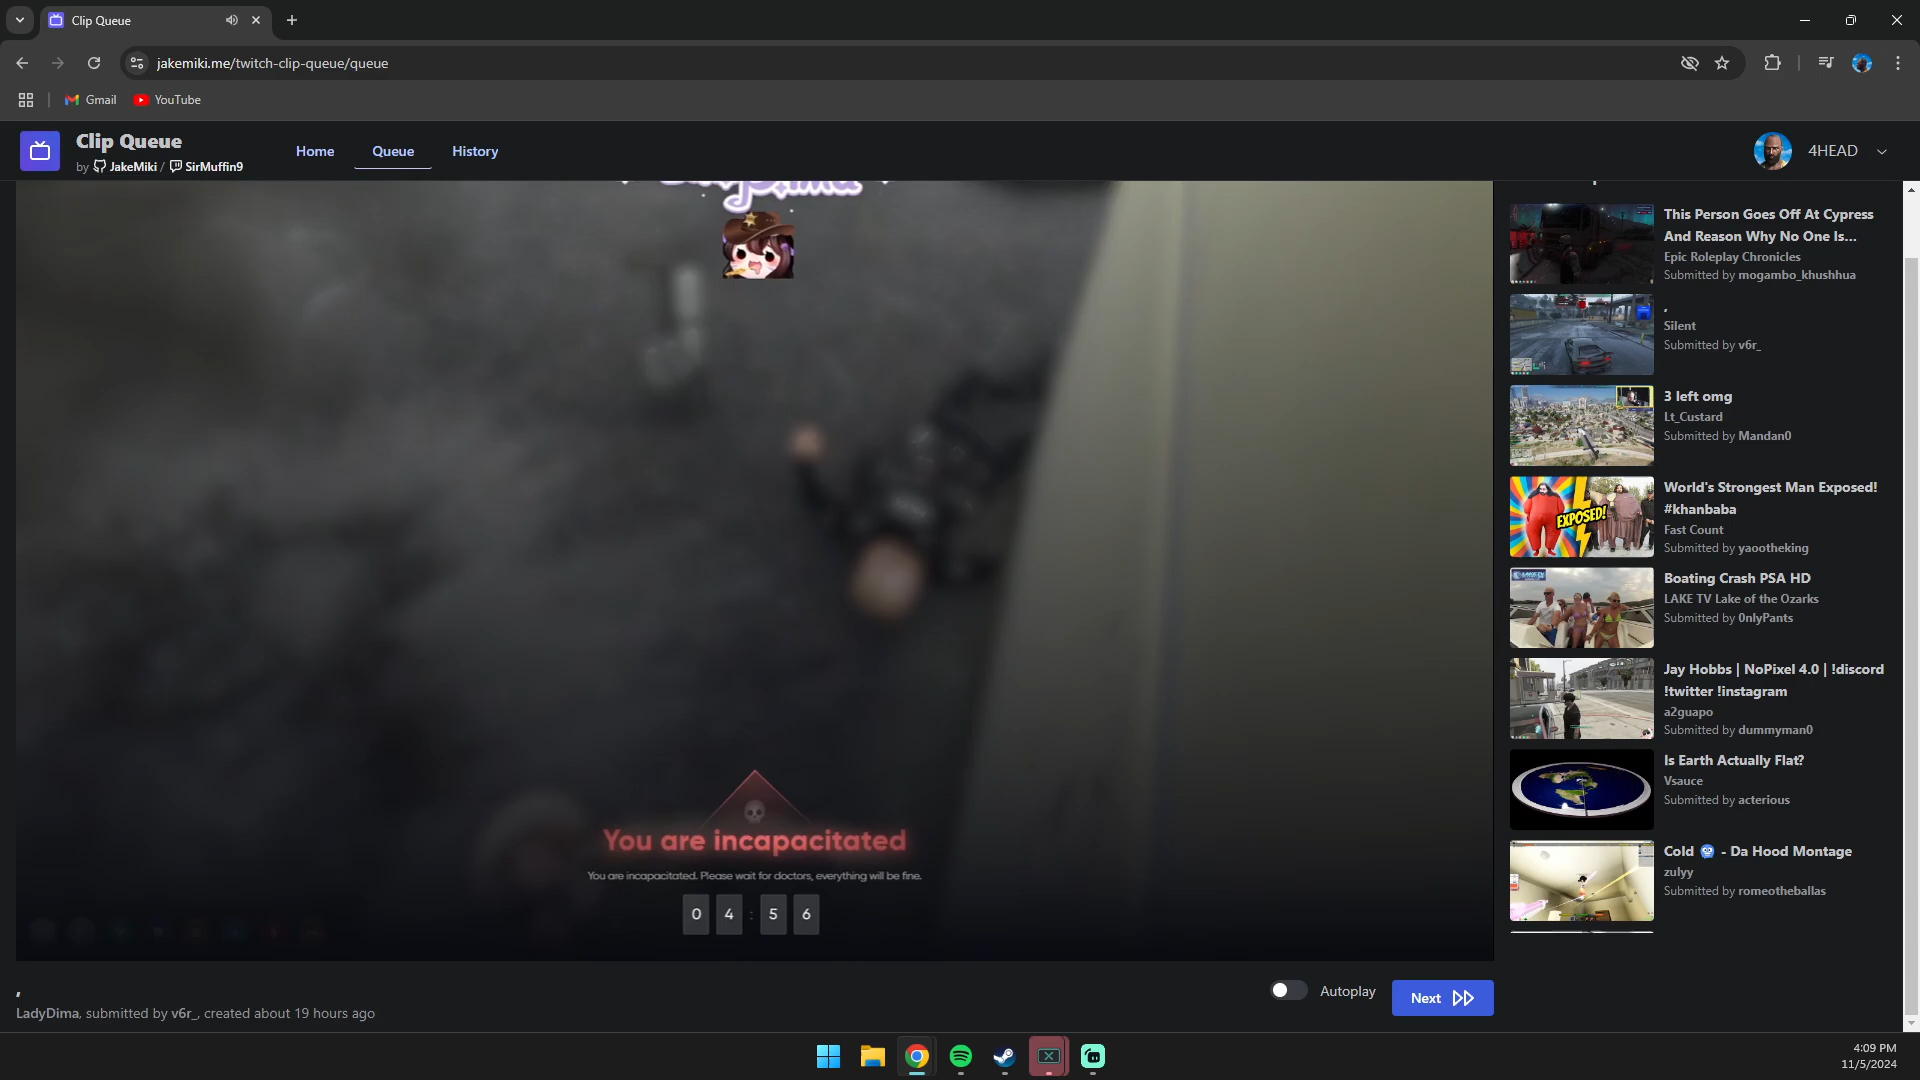 Clip Queue
jakemiki.me/twitch-clip-queue/queue
Gmail
YouTube
Clip Queue
by JakeMiki / SirMuffin9
Home
Queue
History
4HEAD
You are incapacitated
You are incapacitated. Please wait for doctors, everything will be fine.
0 4 : 5 6
,
LadyDima, submitted by v6r_, created about 19 hours ago
Autoplay
Next
This Person Goes Off At Cypress
And Reason Why No One Is...
Epic Roleplay Chronicles
Submitted by mogambo_khushhua
,
Silent
Submitted by v6r_
3 left omg
Lt_Custard
Submitted by Mandan0
EXPOSED!
World's Strongest Man Exposed!
#khanbaba
Fast Count
Submitted by yaootheking
Boating Crash PSA HD
LAKE TV Lake of the Ozarks
Submitted by 0nlyPants
Jay Hobbs | NoPixel 4.0 | !discord
!twitter !instagram
a2guapo
Submitted by dummyman0
Is Earth Actually Flat?
Vsauce
Submitted by acterious
Cold 🥶 - Da Hood Montage
zulyy
Submitted by romeotheballas
4:09 PM
11/5/2024